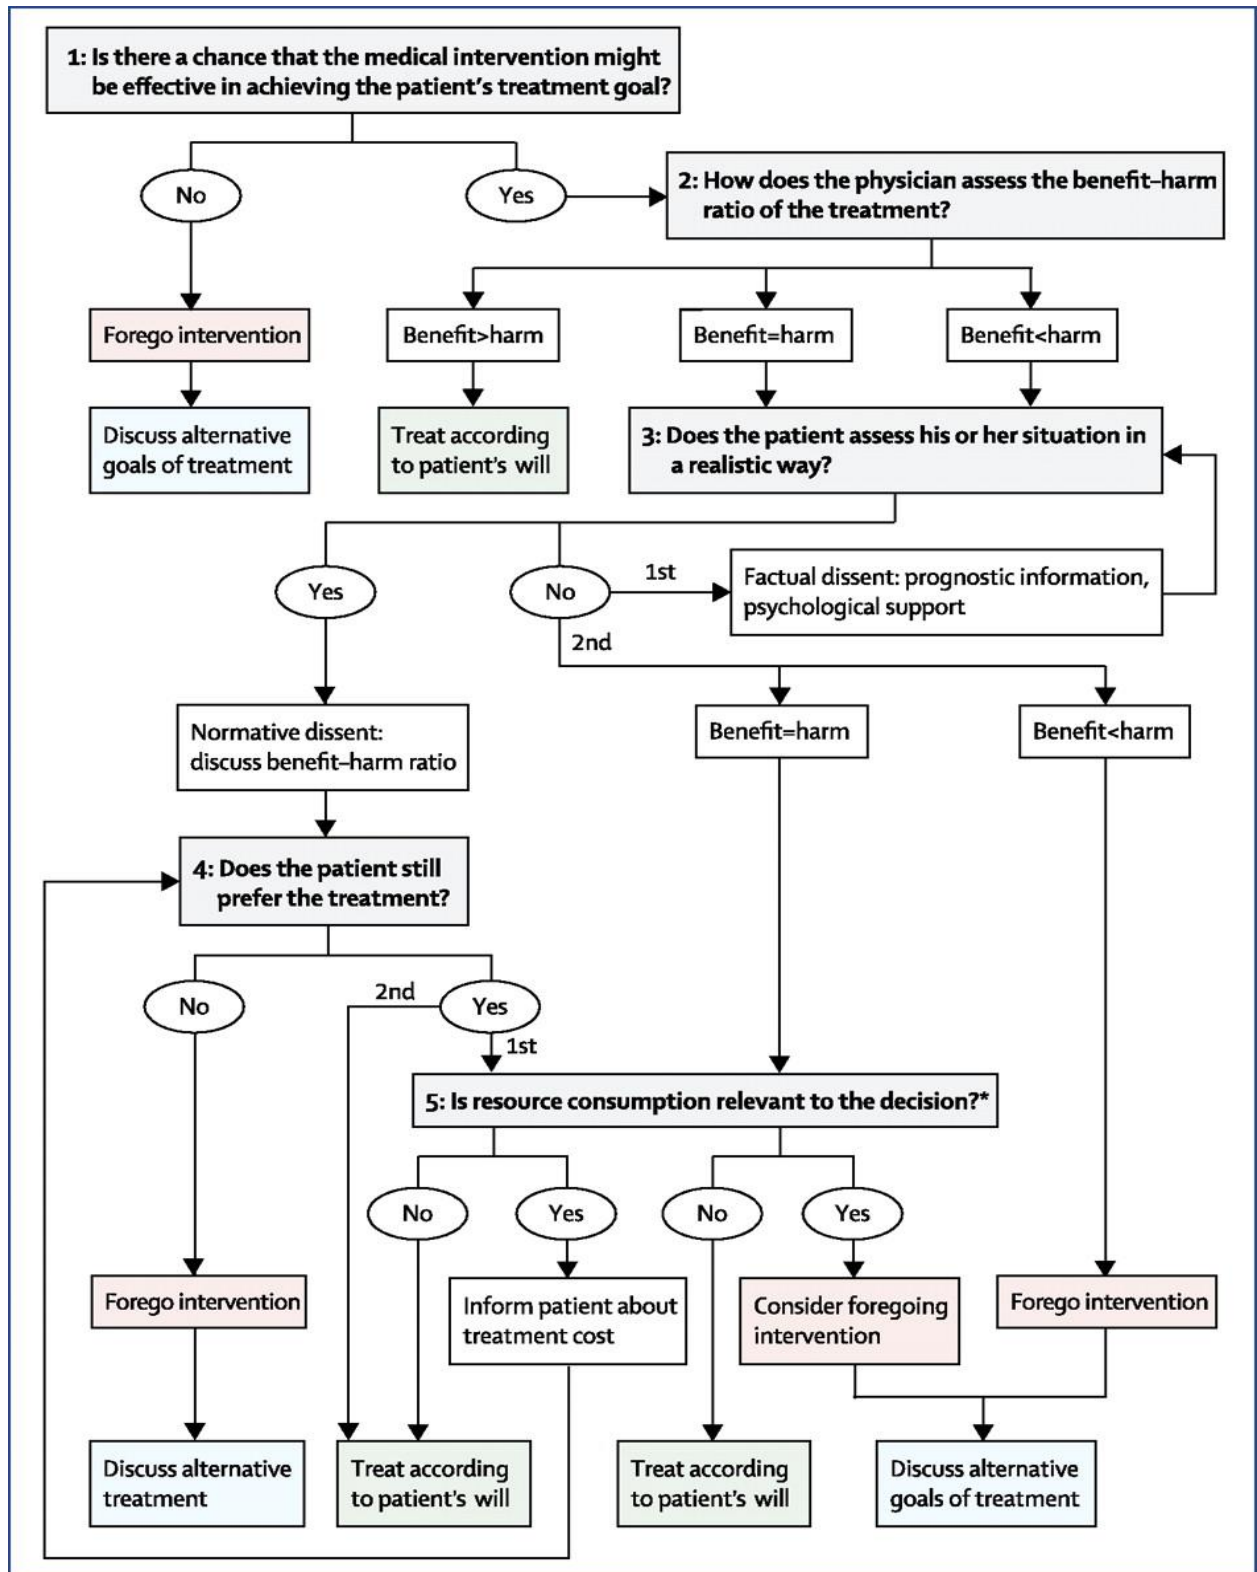 1: Is there a chance that the medical intervention might
be effective in achieving the patient's treatment goal?
No
Yes
2: How does the physician assess the benefit–harm
ratio of the treatment?
Forego intervention
Benefit>harm
Benefit=harm
Benefit<harm
Discuss alternative
goals of treatment
Treat according
to patient's will
3: Does the patient assess his or her situation in
a realistic way?
Yes
No
1st
Factual dissent: prognostic information,
psychological support
2nd
Normative dissent:
discuss benefit–harm ratio
Benefit=harm
Benefit<harm
4: Does the patient still
prefer the treatment?
No
2nd
Yes
1st
5: Is resource consumption relevant to the decision?*
No
Yes
No
Yes
Forego intervention
Inform patient about
treatment cost
Consider foregoing
intervention
Forego intervention
Discuss alternative
treatment
Treat according
to patient's will
Treat according
to patient's will
Discuss alternative
goals of treatment